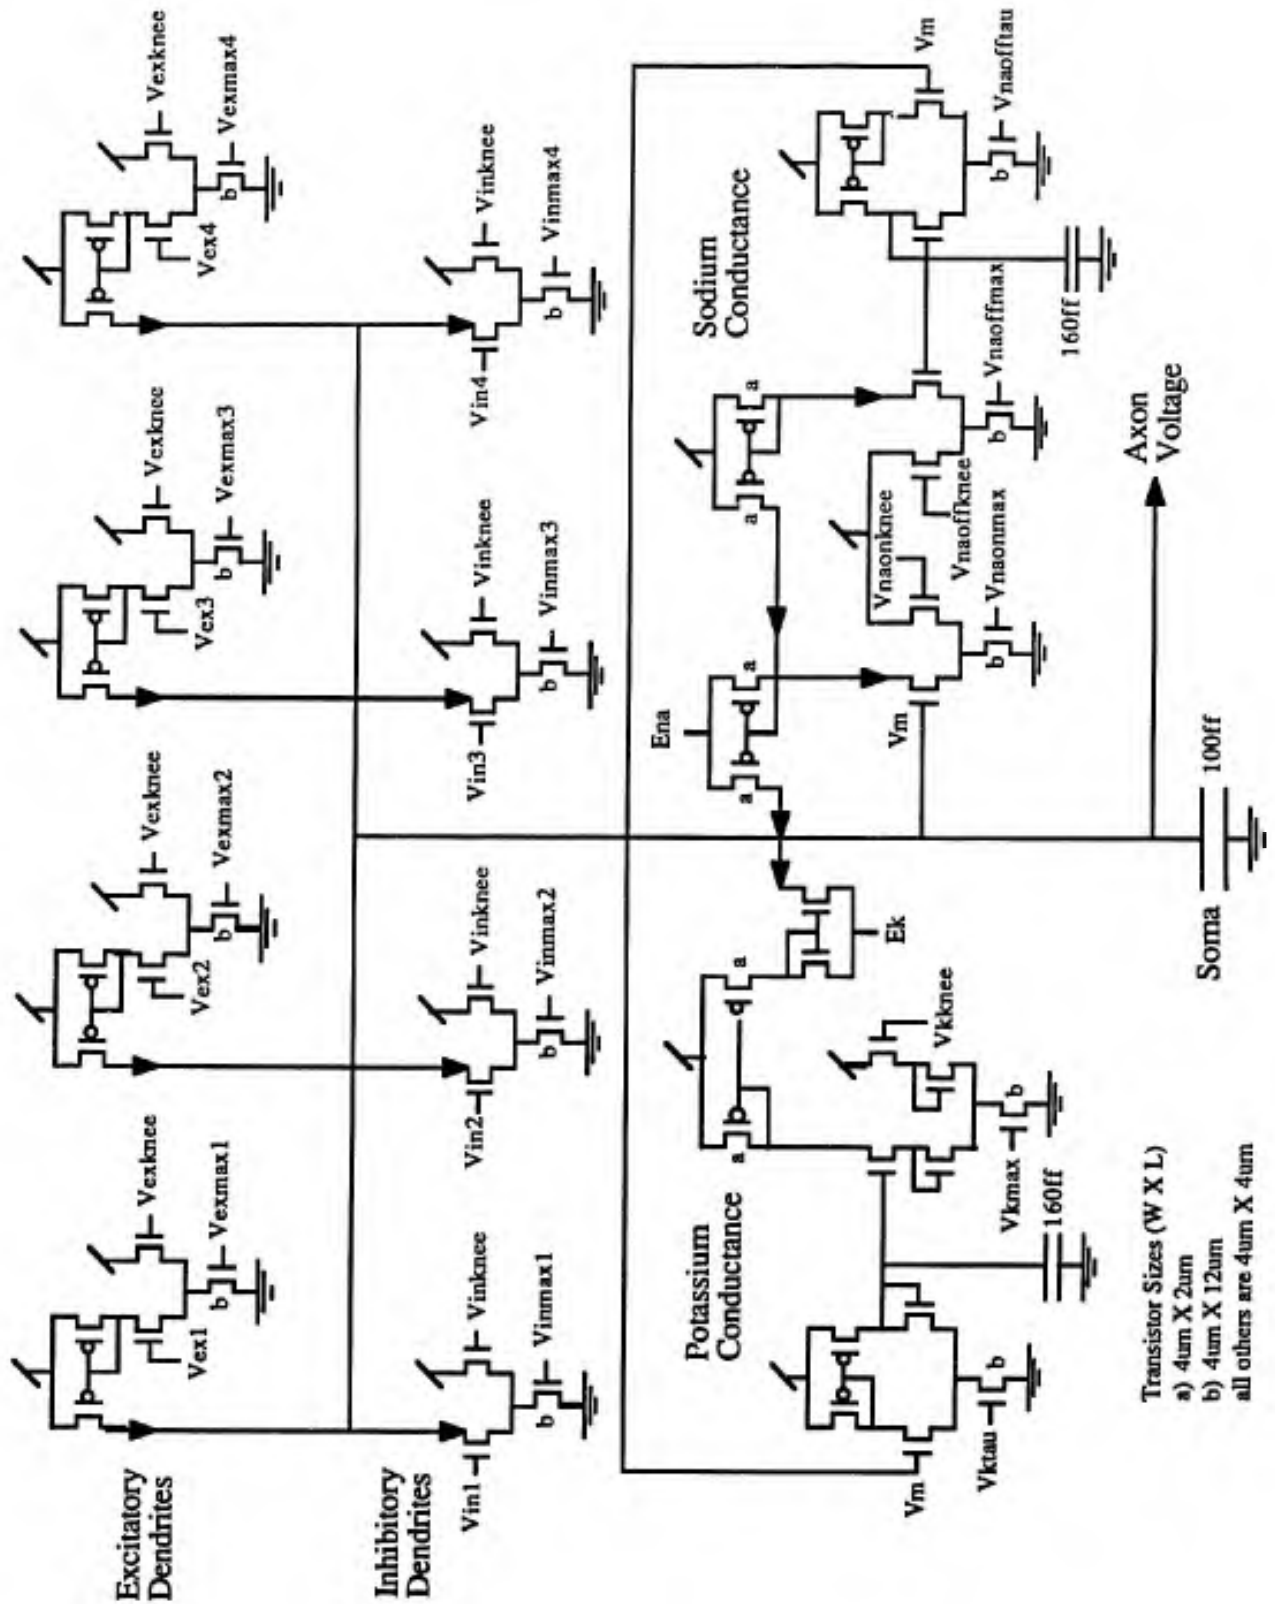 Excitatory
Dendrites
Vex1
Vexknee
b
Vexmax1
Vex2
Vexknee
b
Vexmax2
Vex3
Vexknee
b
Vexmax3
Vex4
Vexknee
b
Vexmax4
Inhibitory
Dendrites
Vin1
Vinknee
b
Vinmax1
Vin2
Vinknee
b
Vinmax2
Vin3
Vinknee
b
Vinmax3
Vin4
Vinknee
b
Vinmax4
Potassium
Conductance
Vm
Vktau
b
160ff
a
a
Vkknee
Vkmax
b
Ek
Sodium
Conductance
Ena
a
a
a
a
Vm
Vnaonknee
b
Vnaonmax
Vnaoffknee
b
Vnaoffmax
160ff
Vm
b
Vnaofftau
Axon
Voltage
Soma
100ff
Transistor Sizes (W X L)
a) 4um X 2um
b) 4um X 12um
all others are 4um X 4um